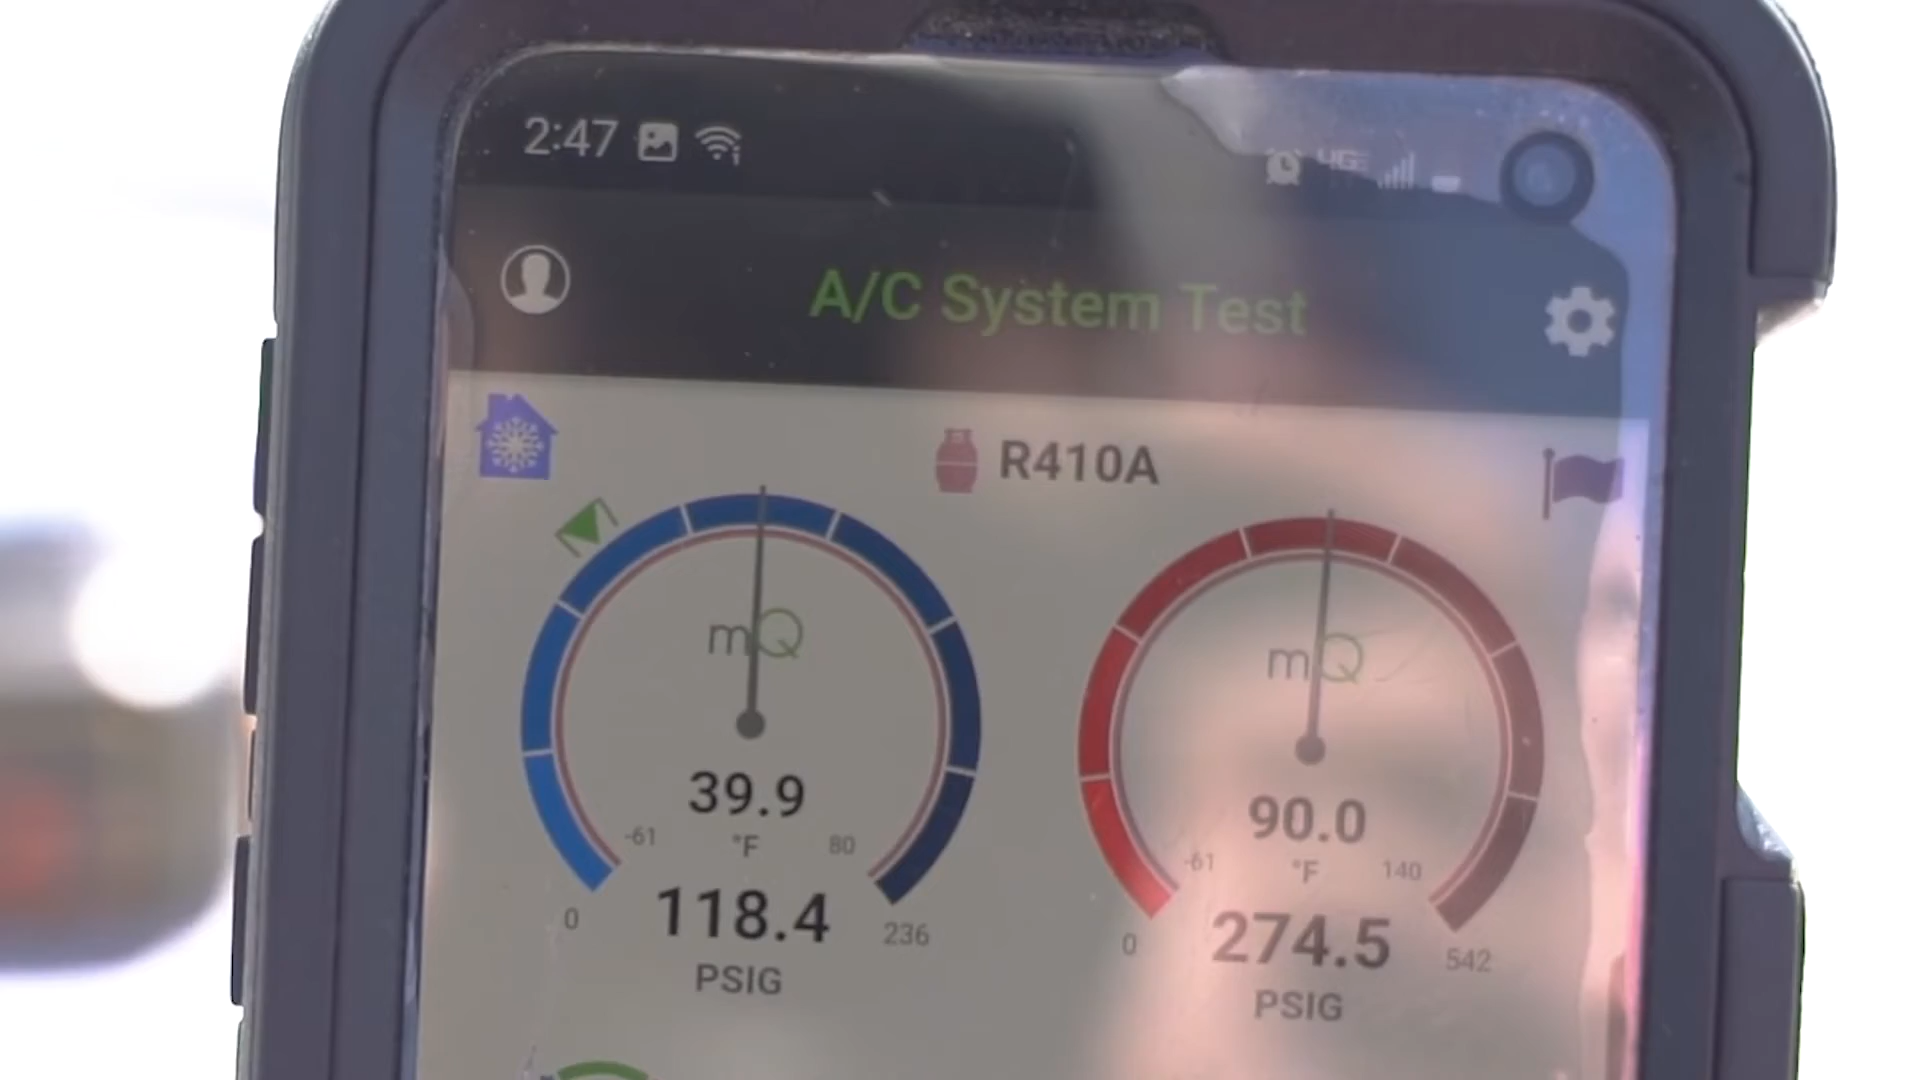 2:47
4GE
A/C System Test
R410A
mQ
39.9
-61 °F 80
118.4
0 236
PSIG
mQ
90.0
-61 °F 140
274.5
0 542
PSIG